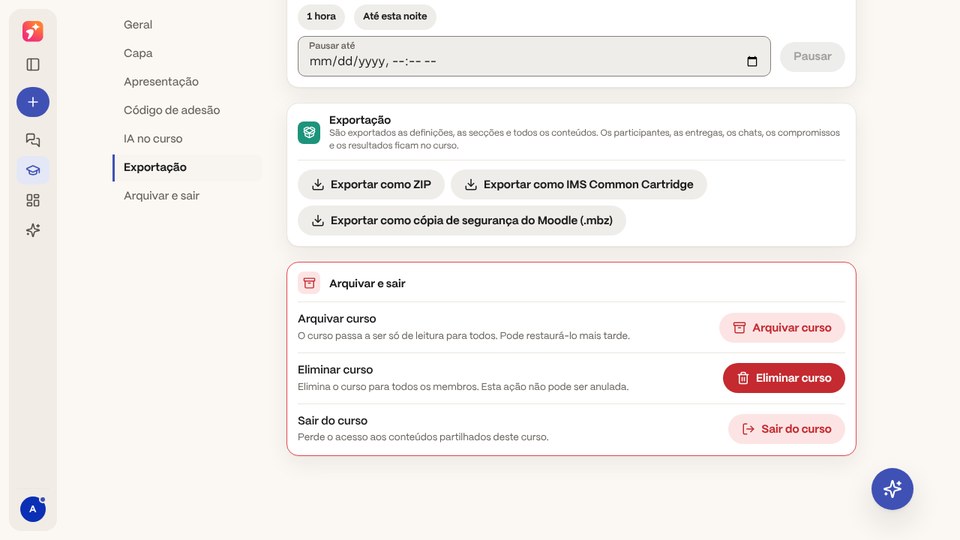 Geral
Capa
Apresentação
Código de adesão
IA no curso
Exportação
Arquivar e sair
1 hora
Até esta noite
Pausar até
mm/dd/yyyy, --:-- --
Pausar
Exportação
São exportados as definições, as secções e todos os conteúdos. Os participantes, as entregas, os chats, os compromissos
e os resultados ficam no curso.
Exportar como ZIP
Exportar como IMS Common Cartridge
Exportar como cópia de segurança do Moodle (.mbz)
Arquivar e sair
Arquivar curso
O curso passa a ser só de leitura para todos. Pode restaurá-lo mais tarde.
Arquivar curso
Eliminar curso
Elimina o curso para todos os membros. Esta ação não pode ser anulada.
Eliminar curso
Sair do curso
Perde o acesso aos conteúdos partilhados deste curso.
Sair do curso
A